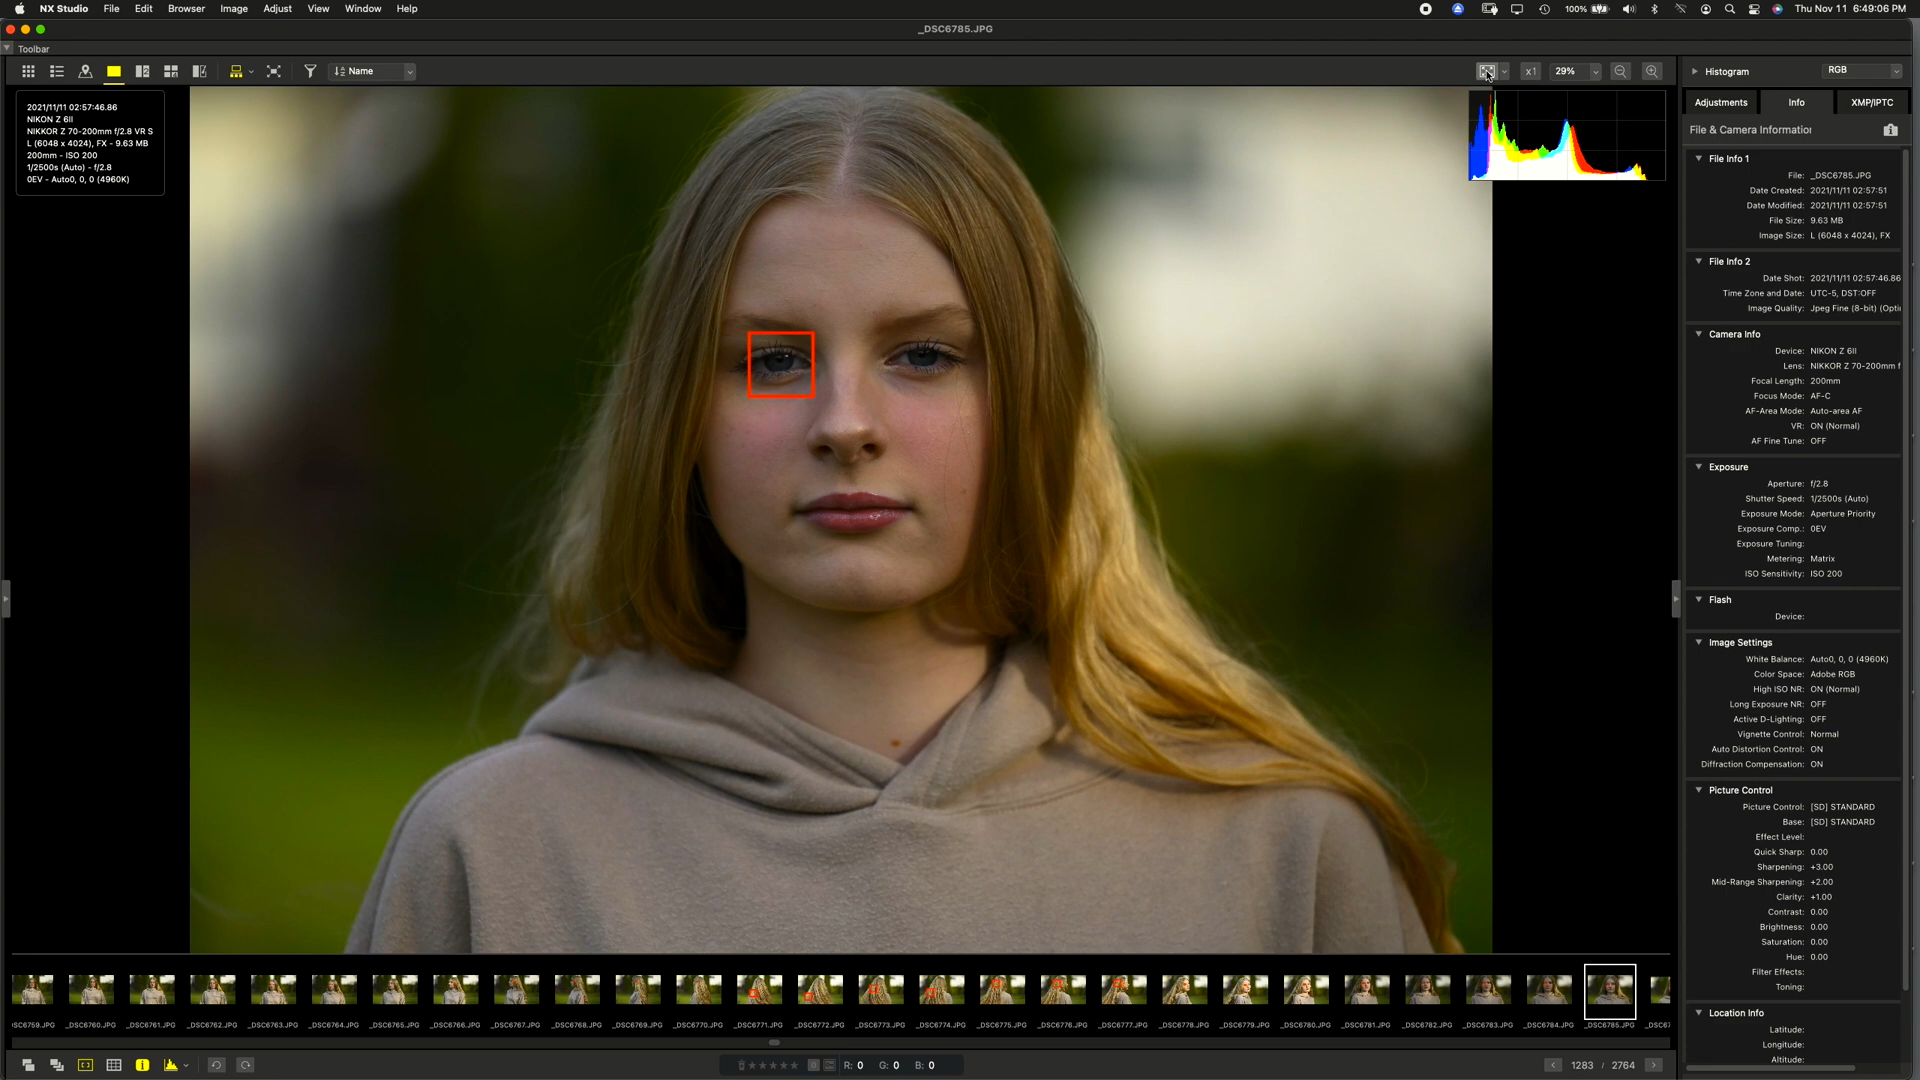 NX Studio File Edit Browser Image Adjust View Window Help 100% Thu Nov 11 6:49:06 PM
_DSC6785.JPG
Toolbar
Name x1 29% Histogram RGB
2021/11/11 02:57:46.86
NIKON Z 6II
NIKKOR Z 70-200mm f/2.8 VR S
L (6048 x 4024), FX - 9.63 MB
200mm - ISO 200
1/2500s (Auto) - f/2.8
0EV - Auto0, 0, 0 (4960K)
Adjustments Info XMP/IPTC
File & Camera Information
File Info 1
File: _DSC6785.JPG
Date Created: 2021/11/11 02:57:51
Date Modified: 2021/11/11 02:57:51
File Size: 9.63 MB
Image Size: L (6048 x 4024), FX
File Info 2
Date Shot: 2021/11/11 02:57:46.86
Time Zone and Date: UTC-5, DST:OFF
Image Quality: Jpeg Fine (8-bit) (Opti
Camera Info
Device: NIKON Z 6II
Lens: NIKKOR Z 70-200mm f
Focal Length: 200mm
Focus Mode: AF-C
AF-Area Mode: Auto-area AF
VR: ON (Normal)
AF Fine Tune: OFF
Exposure
Aperture: f/2.8
Shutter Speed: 1/2500s (Auto)
Exposure Mode: Aperture Priority
Exposure Comp.: 0EV
Exposure Tuning:
Metering: Matrix
ISO Sensitivity: ISO 200
Flash
Device:
Image Settings
White Balance: Auto0, 0, 0 (4960K)
Color Space: Adobe RGB
High ISO NR: ON (Normal)
Long Exposure NR: OFF
Active D-Lighting: OFF
Vignette Control: Normal
Auto Distortion Control: ON
Diffraction Compensation: ON
Picture Control
Picture Control: [SD] STANDARD
Base: [SD] STANDARD
Effect Level:
Quick Sharp: 0.00
Sharpening: +3.00
Mid-Range Sharpening: +2.00
Clarity: +1.00
Contrast: 0.00
Brightness: 0.00
Saturation: 0.00
Hue: 0.00
Filter Effects:
Toning:
Location Info
Latitude:
Longitude:
Altitude:
)SC6759.JPG _DSC6760.JPG _DSC6761.JPG _DSC6762.JPG _DSC6763.JPG _DSC6764.JPG _DSC6765.JPG _DSC6766.JPG _DSC6767.JPG _DSC6768.JPG _DSC6769.JPG _DSC6770.JPG _DSC6771.JPG _DSC6772.JPG _DSC6773.JPG _DSC6774.JPG _DSC6775.JPG _DSC6776.JPG _DSC6777.JPG _DSC6778.JPG _DSC6779.JPG _DSC6780.JPG _DSC6781.JPG _DSC6782.JPG _DSC6783.JPG _DSC6784.JPG _DSC6785.JPG _DSC67
R: 0 G: 0 B: 0 1283 / 2764